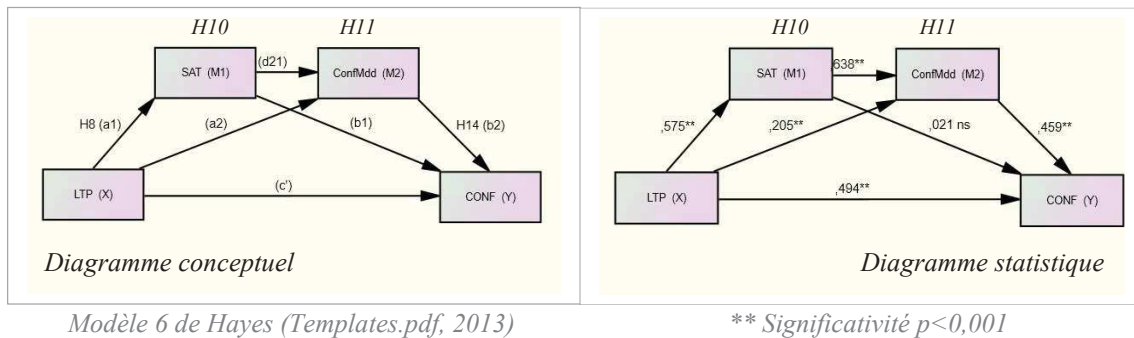 H10 H11
SAT (M1)
(d21)
ConfMdd (M2)
H8 (a1)
(a2)
(b1)
H14 (b2)
LTP (X)
(c')
CONF (Y)
Diagramme conceptuel
Modèle 6 de Hayes (Templates.pdf, 2013)
H10 H11
SAT (M1)
,638**
ConfMdd (M2)
,575**
,205**
,021 ns
,459**
LTP (X)
,494**
CONF (Y)
Diagramme statistique
** Significativité p<0,001